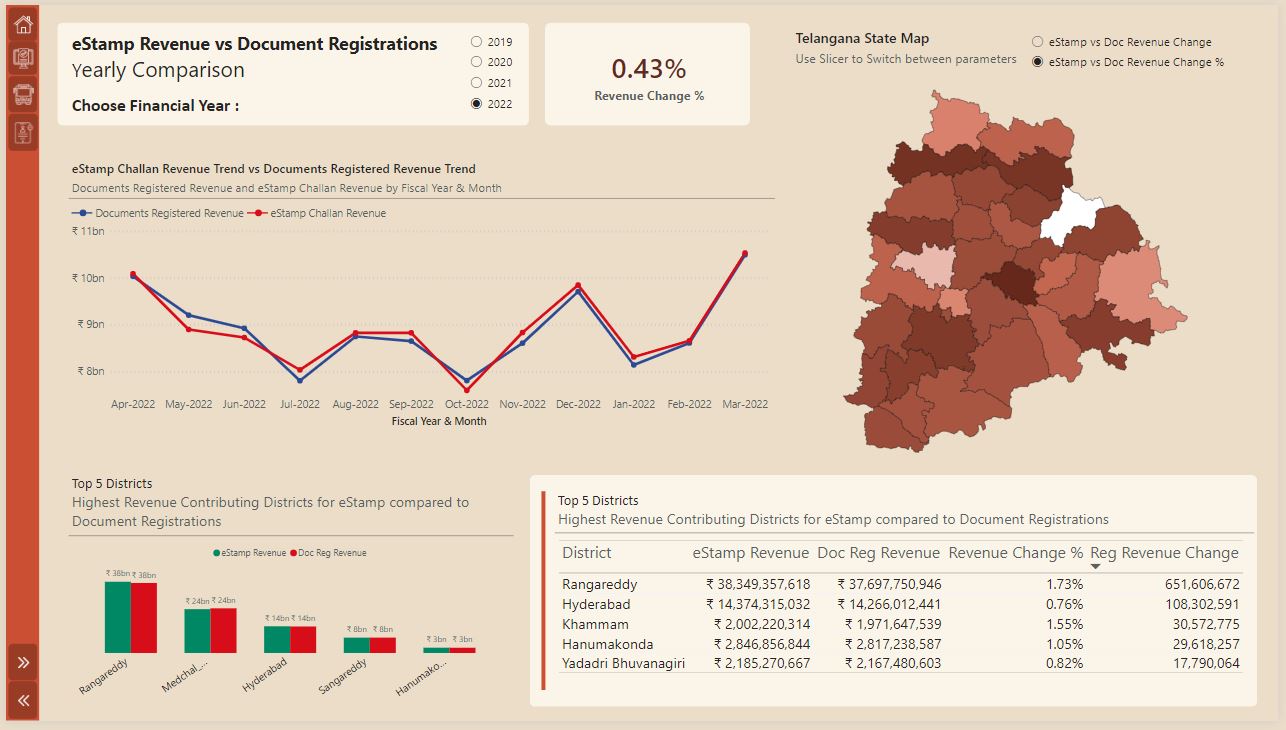 eStamp Revenue vs Document Registrations
Yearly Comparison
Choose Financial Year :
2019
2020
2021
2022
0.43%
Revenue Change %
Telangana State Map
Use Slicer to Switch between parameters
eStamp vs Doc Revenue Change
eStamp vs Doc Revenue Change %
eStamp Challan Revenue Trend vs Documents Registered Revenue Trend
Documents Registered Revenue and eStamp Challan Revenue by Fiscal Year & Month
Documents Registered Revenue eStamp Challan Revenue
₹ 11bn
₹ 10bn
₹ 9bn
₹ 8bn
Apr-2022 May-2022 Jun-2022 Jul-2022 Aug-2022 Sep-2022 Oct-2022 Nov-2022 Dec-2022 Jan-2022 Feb-2022 Mar-2022
Fiscal Year & Month
Top 5 Districts
Highest Revenue Contributing Districts for eStamp compared to
Document Registrations
eStamp Revenue Doc Reg Revenue
₹ 38bn ₹ 38bn
₹ 24bn ₹ 24bn
₹ 14bn ₹ 14bn
₹ 8bn ₹ 8bn
₹ 3bn ₹ 3bn
Rangareddy
Medchal_...
Hyderabad
Sangareddy
Hanumako...
Top 5 Districts
Highest Revenue Contributing Districts for eStamp compared to Document Registrations
District eStamp Revenue Doc Reg Revenue Revenue Change % Reg Revenue Change
Rangareddy ₹ 38,349,357,618 ₹ 37,697,750,946 1.73% 651,606,672
Hyderabad ₹ 14,374,315,032 ₹ 14,266,012,441 0.76% 108,302,591
Khammam ₹ 2,002,220,314 ₹ 1,971,647,539 1.55% 30,572,775
Hanumakonda ₹ 2,846,856,844 ₹ 2,817,238,587 1.05% 29,618,257
Yadadri Bhuvanagiri ₹ 2,185,270,667 ₹ 2,167,480,603 0.82% 17,790,064